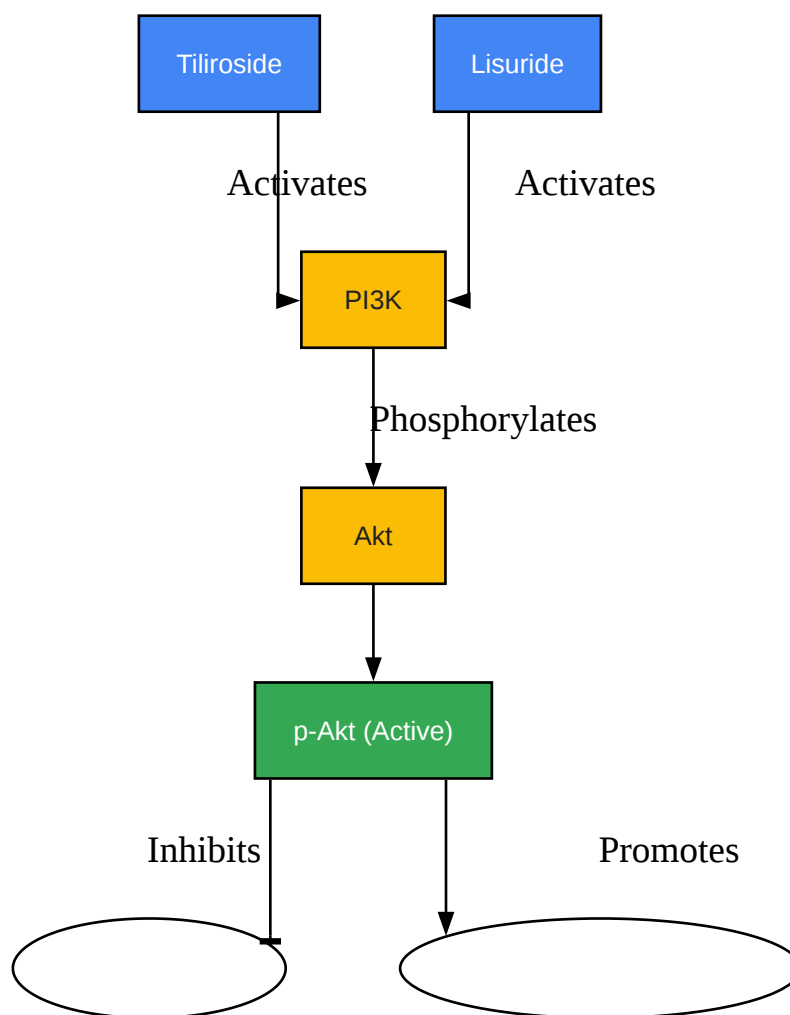 Tiliroside
Lisuride
Activates
Activates
PI3K
Phosphorylates
Akt
p-Akt (Active)
Inhibits
Promotes